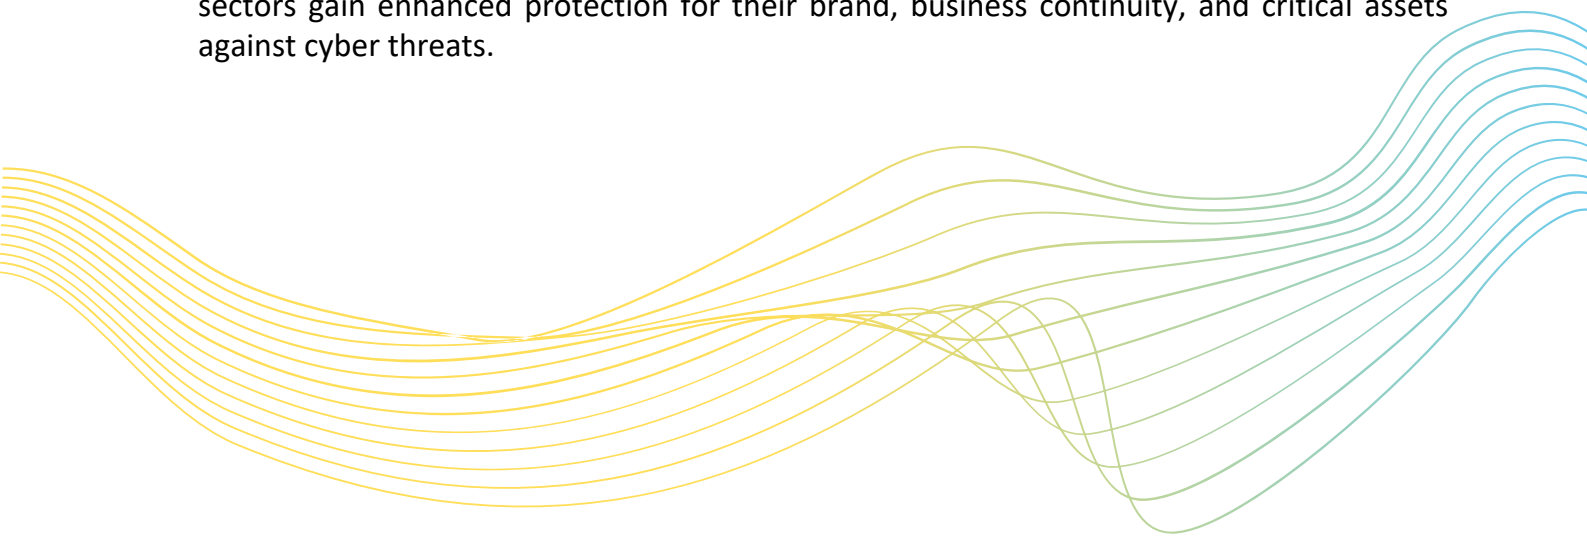 sectors gain enhanced protection for their brand, business continuity, and critical assets
against cyber threats.